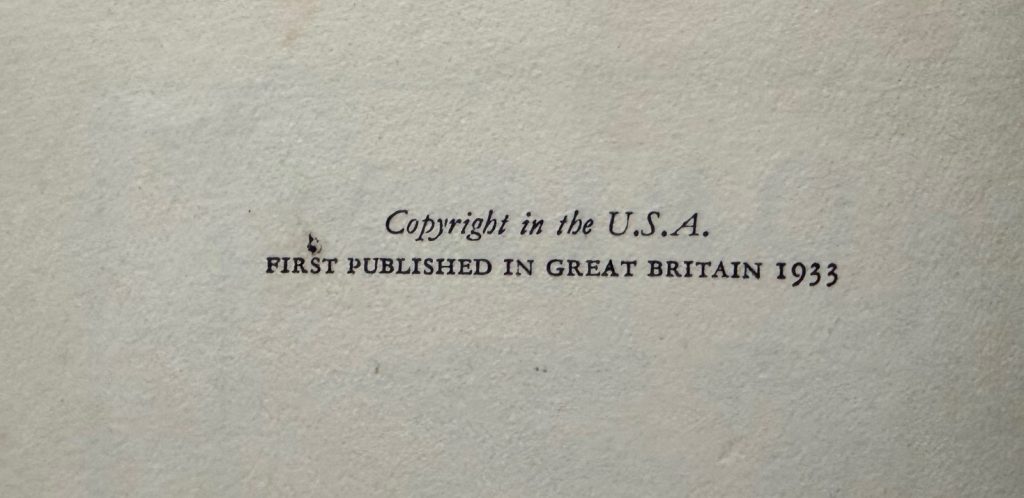 Copyright in the U.S.A.
FIRST PUBLISHED IN GREAT BRITAIN 1933